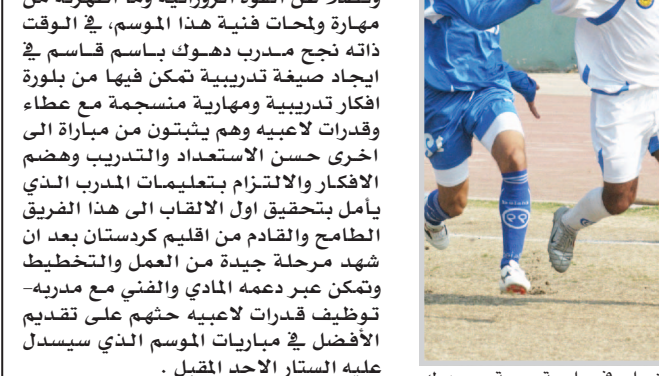 مهارة ولمحات فنية هذا الموسم، في الوقت
ذاته نجح مدرب دهوك باسم قاسم في
ايجاد صيغة تدريبية تمكن فيها من بلورة
افكار تدريبية ومهارية منسجمة مع عطاء
وقدرات لاعبيه وهم يثبتون من مباراة الى
اخرى حسن الاستعداد والتدريب وهضم
الافكار والالتزام بتعليمات المدرب الذي
يأمل بتحقيق اول الالقاب الى هذا الفريق
الطامح والقادم من اقليم كردستان بعد ان
شهد مرحلة جيدة من العمل والتخطيط
وتمكن عبر دعمه المادي والفني مع مدربه-
توظيف قدرات لاعبيه حثهم على تقديم
الأفضل في مباريات الموسم الذي سيسدل
عليه الستار الاحد المقبل .